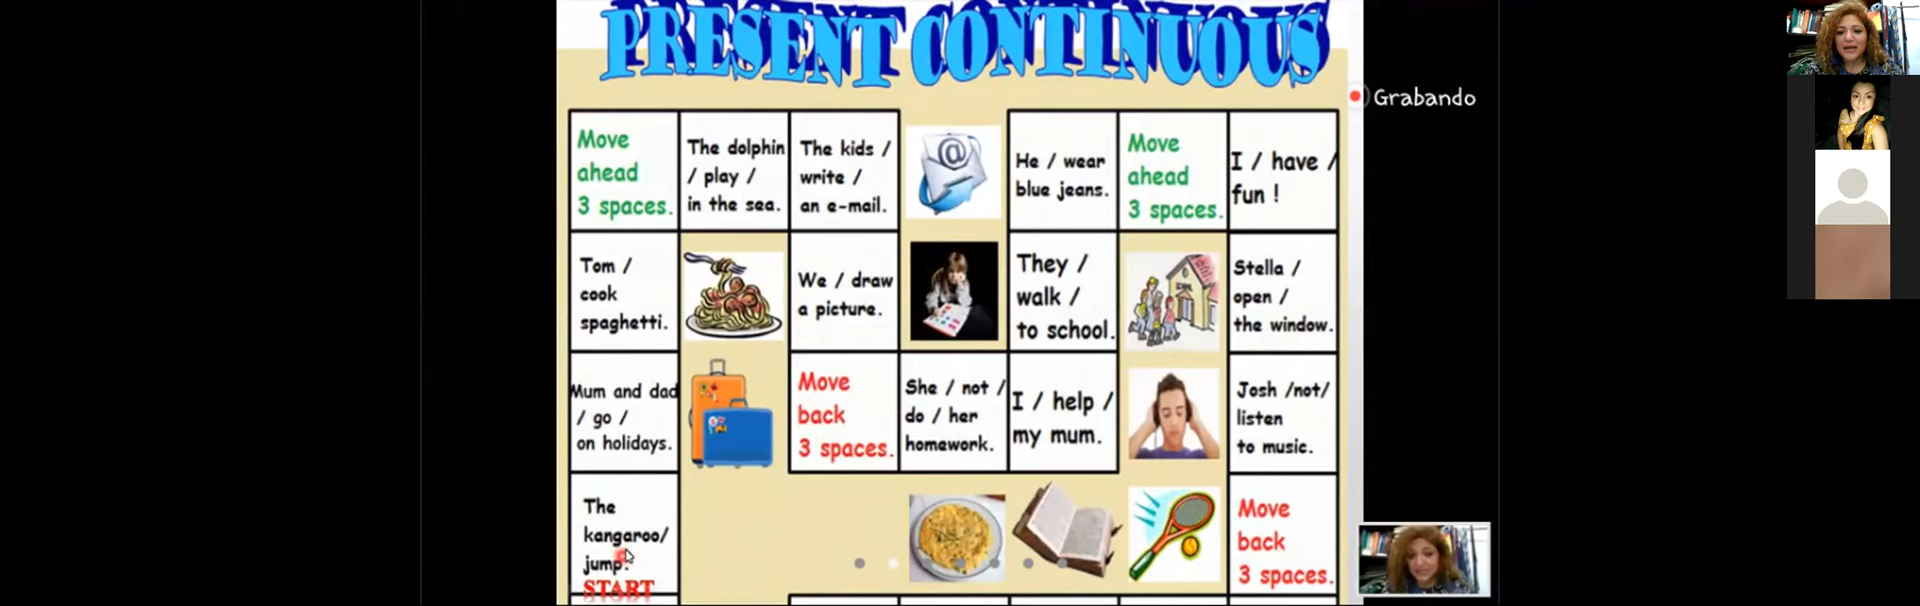 PRESENT CONTINUOUS
Grabando
Move
ahead
3 spaces.
The dolphin
/ play /
in the sea.
The kids /
write /
an e-mail.
@
He / wear
blue jeans.
Move
ahead
3 spaces.
I / have /
fun !
Tom /
cook
spaghetti.
We / draw
a picture.
They /
walk /
to school.
SCHOOL
Stella /
open /
the window.
Mum and dad
/ go /
on holidays.
Move
back
3 spaces.
She / not /
do / her
homework.
I / help /
my mum.
Josh /not/
listen
to music.
The
kangaroo/
jump.
START
Move
back
3 spaces.